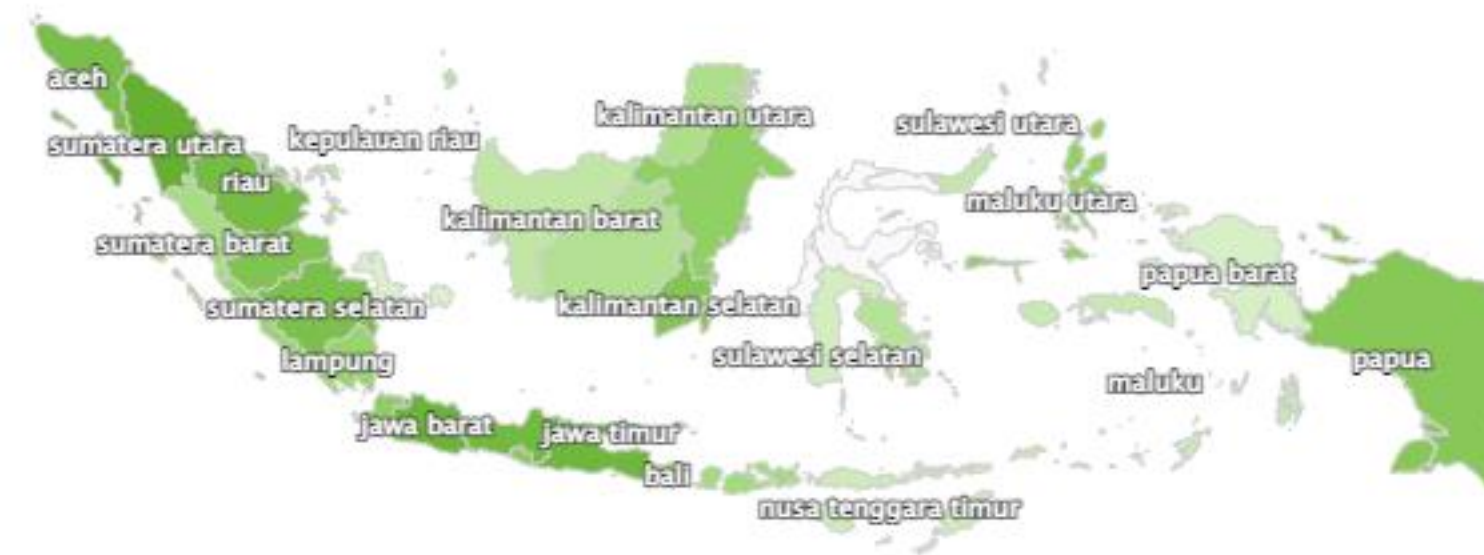 aceh
sumatera utara
kepulauan riau
riau
sumatera barat
sumatera selatan
lampung
jawa barat
jawa timur
bali
nusa tenggara timur
kalimantan utara
kalimantan barat
kalimantan selatan
sulawesi utara
sulawesi selatan
maluku utara
maluku
papua barat
papua